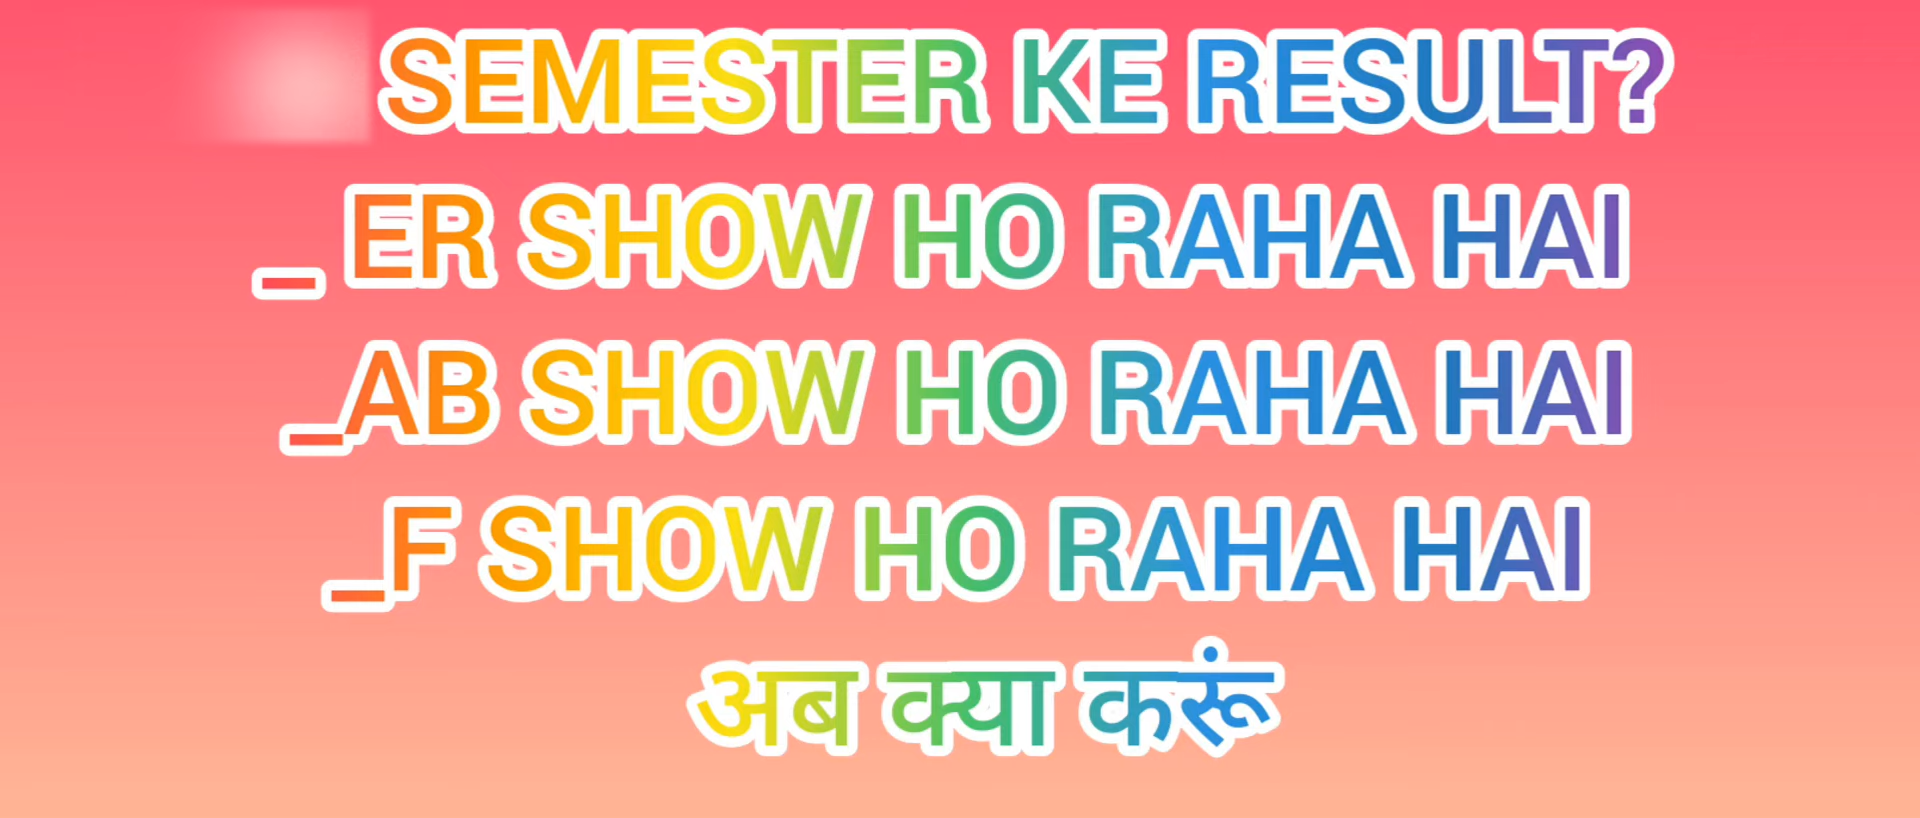 SEMESTER KE RESULT?
_ ER SHOW HO RAHA HAI
_AB SHOW HO RAHA HAI
_F SHOW HO RAHA HAI
अब क्या करूं